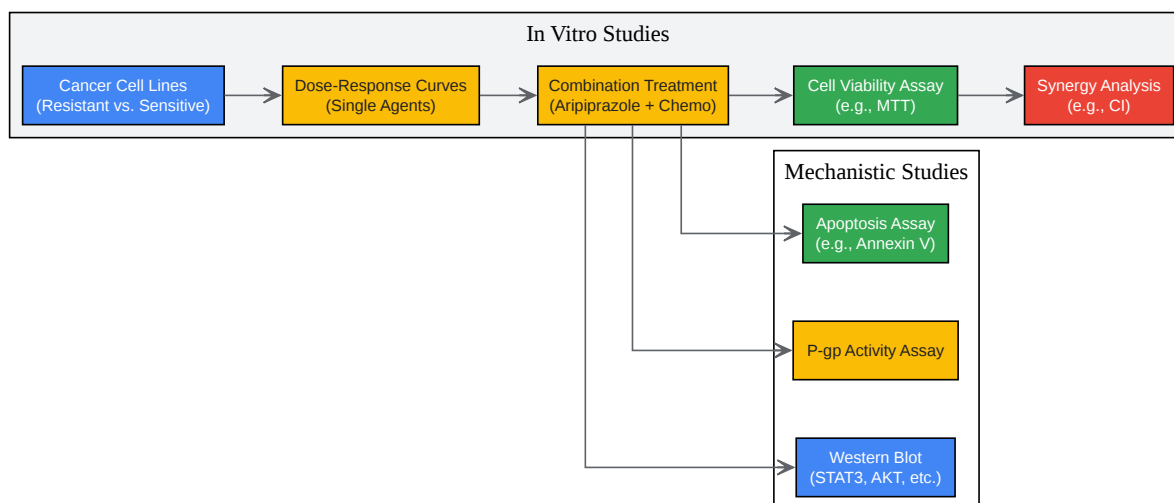 In Vitro Studies
Cancer Cell Lines
(Resistant vs. Sensitive)
Dose-Response Curves
(Single Agents)
Combination Treatment
(Aripiprazole + Chemo)
Cell Viability Assay
(e.g., MTT)
Synergy Analysis
(e.g., CI)
Mechanistic Studies
Apoptosis Assay
(e.g., Annexin V)
P-gp Activity Assay
Western Blot
(STAT3, AKT, etc.)